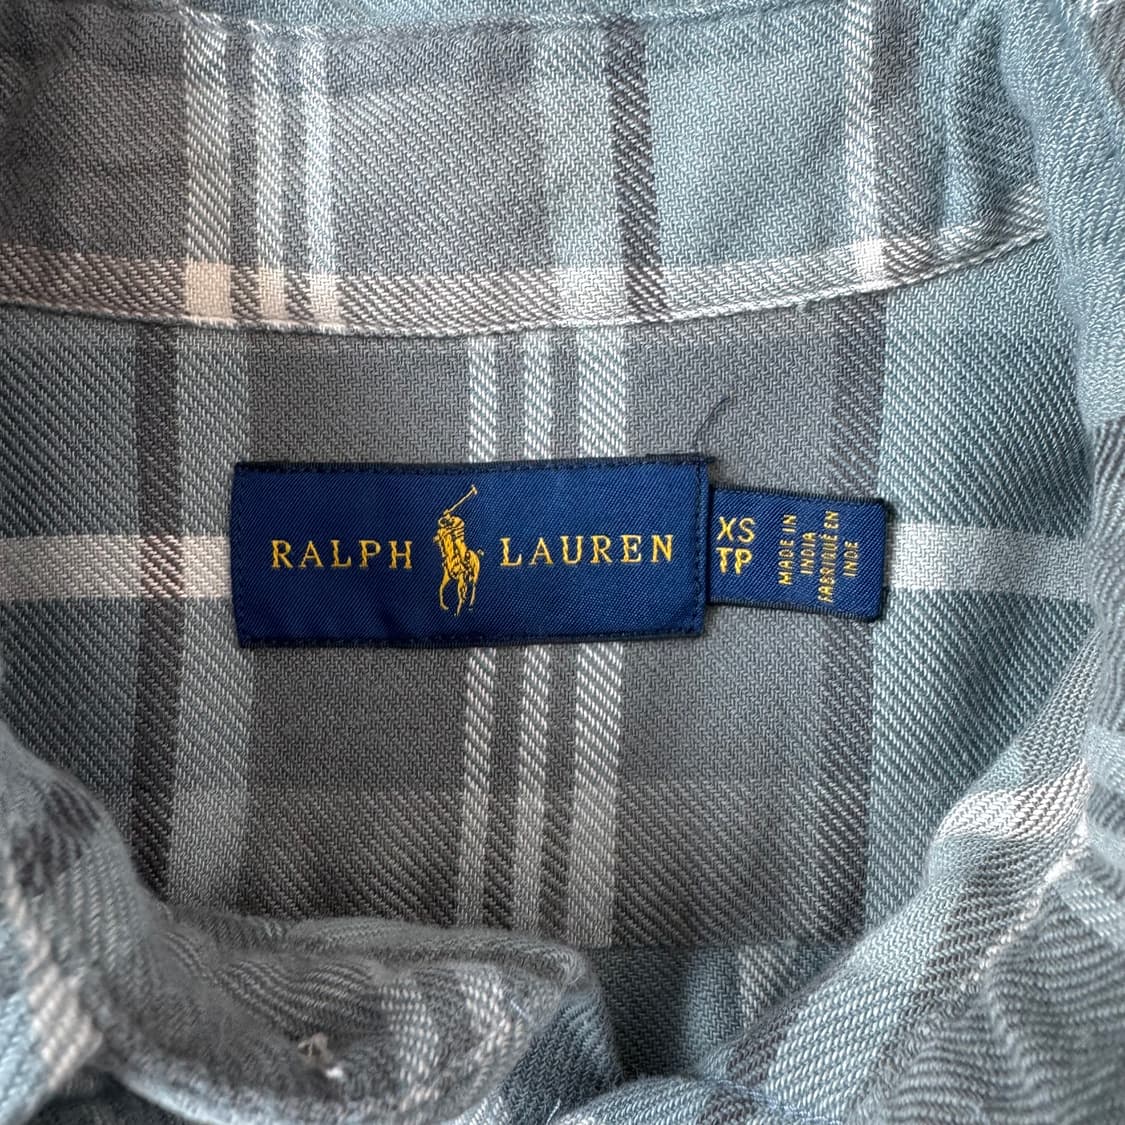 RALPH LAUREN
XS
TP
MADE IN
INDIA
FABRIQUÉ EN
INDE